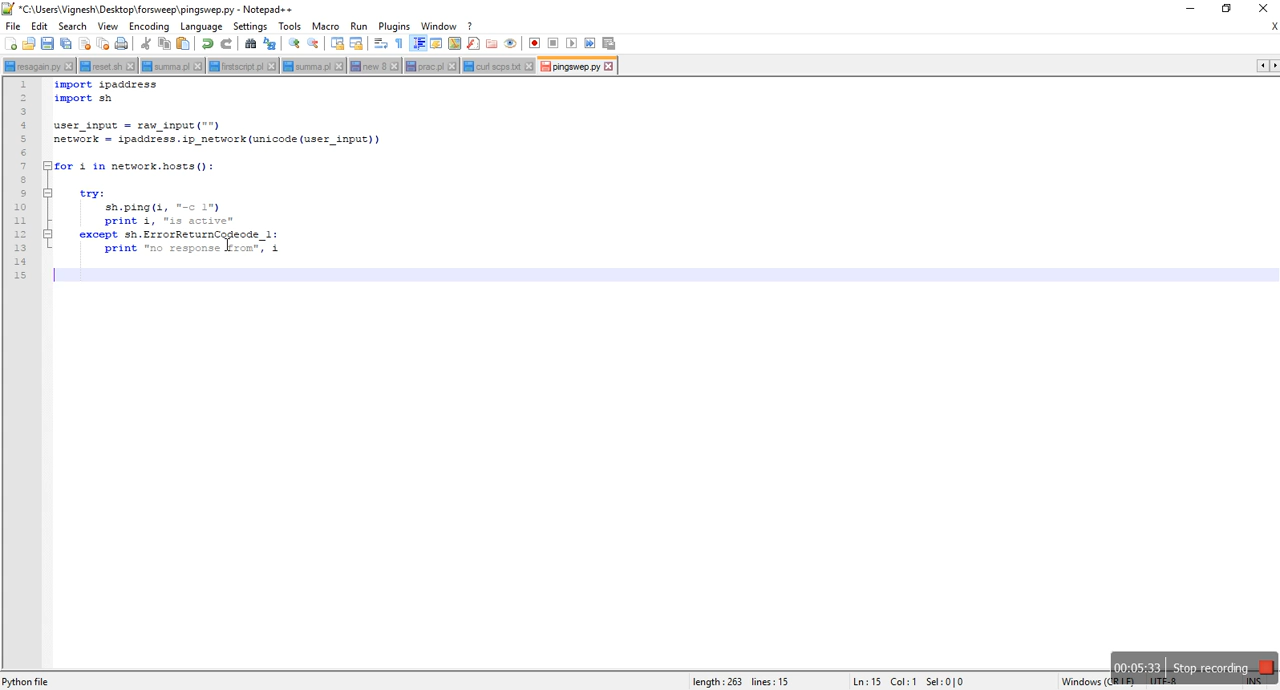 *C:\Users\Vignesh\Desktop\forsweep\pingswep.py - Notepad++
File Edit Search View Encoding Language Settings Tools Macro Run Plugins Window ? X
resagain.py reset.sh summa.pl firstscript.pl summa.pl new 8 prac.pl curl scps.txt pingswep.py
1 import ipaddress
2 import sh
3
4 user_input = raw_input("")
5 network = ipaddress.ip_network(unicode(user_input))
6
7 for i in network.hosts():
8
9 try:
10 sh.ping(i, "-c 1")
11 print i, "is active"
12 except sh.ErrorReturnCodeode_1:
13 print "no response from", i
14
15
00:05:33 Stop recording
Python file length : 263 lines : 15 Ln : 15 Col : 1 Sel : 0 | 0 Windows (CR LF) UTF-8 INS